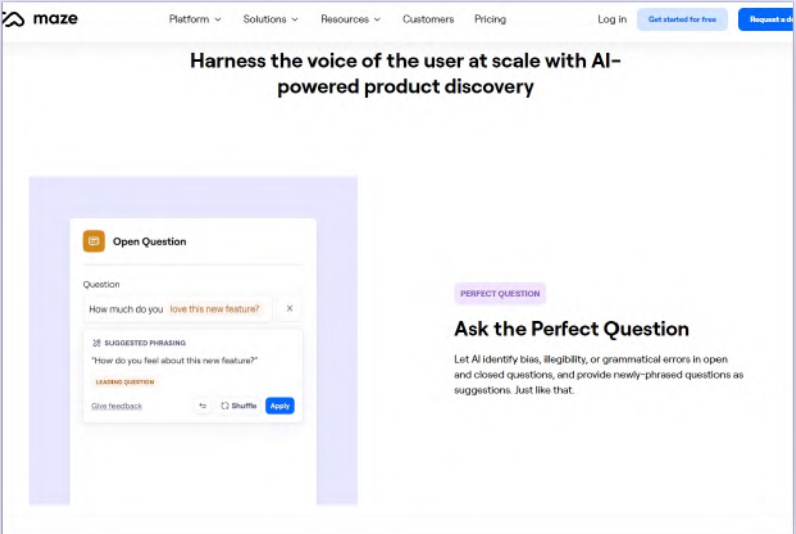 maze Platform Solutions Resources Customers Pricing Log in Get started for free Request a
Harness the voice of the user at scale with AI-
powered product discovery
Open Question
Question
How much do you love this new feature?
SUGGESTED PHRASING
"How do you feel about this new feature?"
LEADING QUESTION
Give feedback Shuffle Apply
PERFECT QUESTION
Ask the Perfect Question
Let AI identify bias, illegibility, or grammatical errors in open
and closed questions, and provide newly-phrased questions as
suggestions. Just like that.